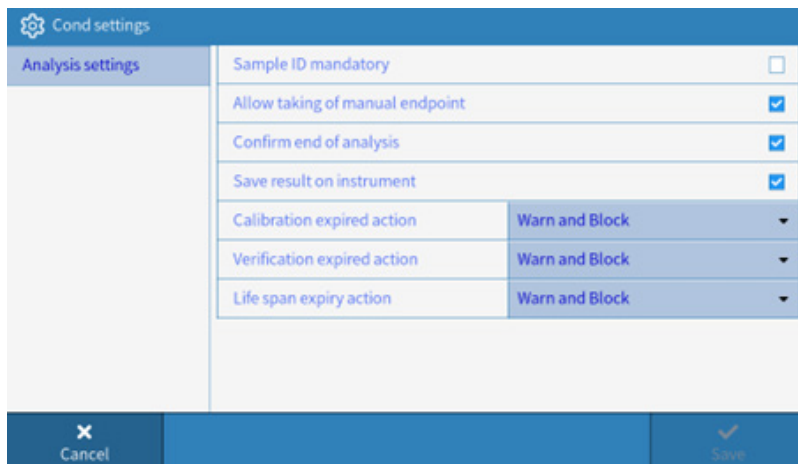 Cond settings
Analysis settings
Sample ID mandatory
Allow taking of manual endpoint
Confirm end of analysis
Save result on instrument
Calibration expired action Warn and Block
Verification expired action Warn and Block
Life span expiry action Warn and Block
Cancel Save